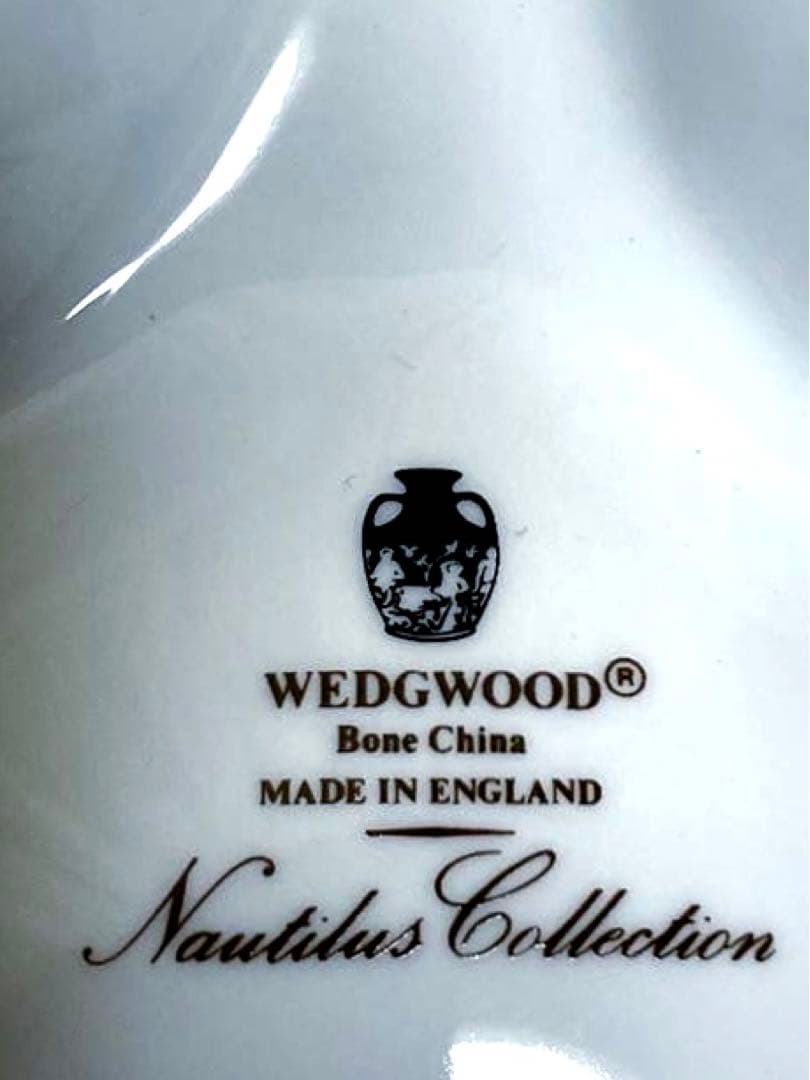 WEDGWOOD®
Bone China
MADE IN ENGLAND
Nautilus Collection